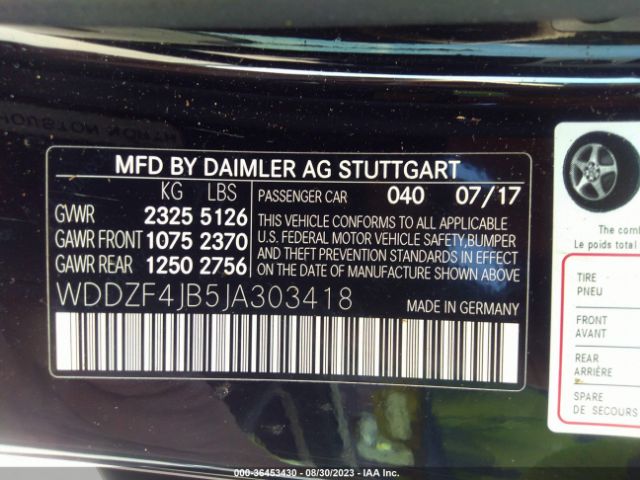 HOUSTON NORTH
MFD BY DAIMLER AG STUTTGART
KG LBS
GVWR 2325 5126
GAWR FRONT 1075 2370
GAWR REAR 1250 2756
PASSENGER CAR 040 07/17
THIS VEHICLE CONFORMS TO ALL APPLICABLE
U.S. FEDERAL MOTOR VEHICLE SAFETY,BUMPER
AND THEFT PREVENTION STANDARDS IN EFFECT
ON THE DATE OF MANUFACTURE SHOWN ABOVE.
WDDZF4JB5JA303418 MADE IN GERMANY
The comb
Le poids total
TIRE
PNEU
FRONT
AVANT
REAR
ARRIÈRE
SPARE
DE SECOURS
000-36453430 - 08/30/2023 - IAA Inc.